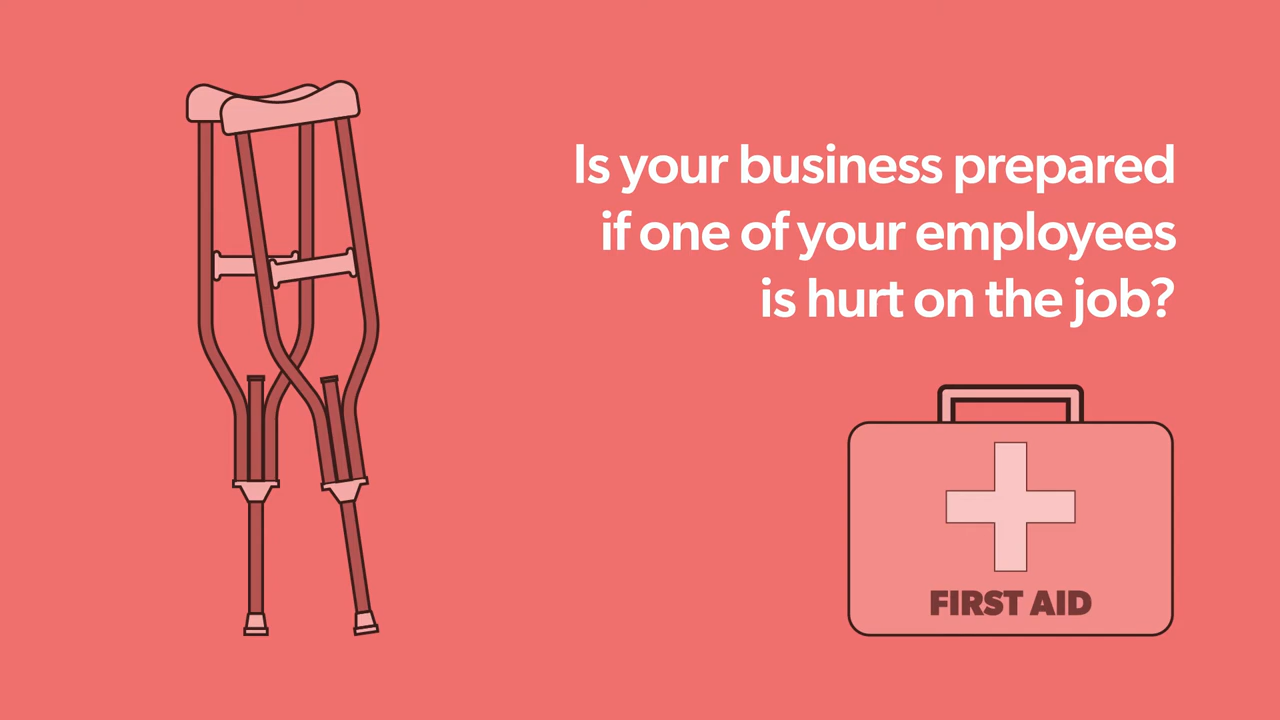 Is your business prepared
if one of your employees
is hurt on the job?
FIRST AID